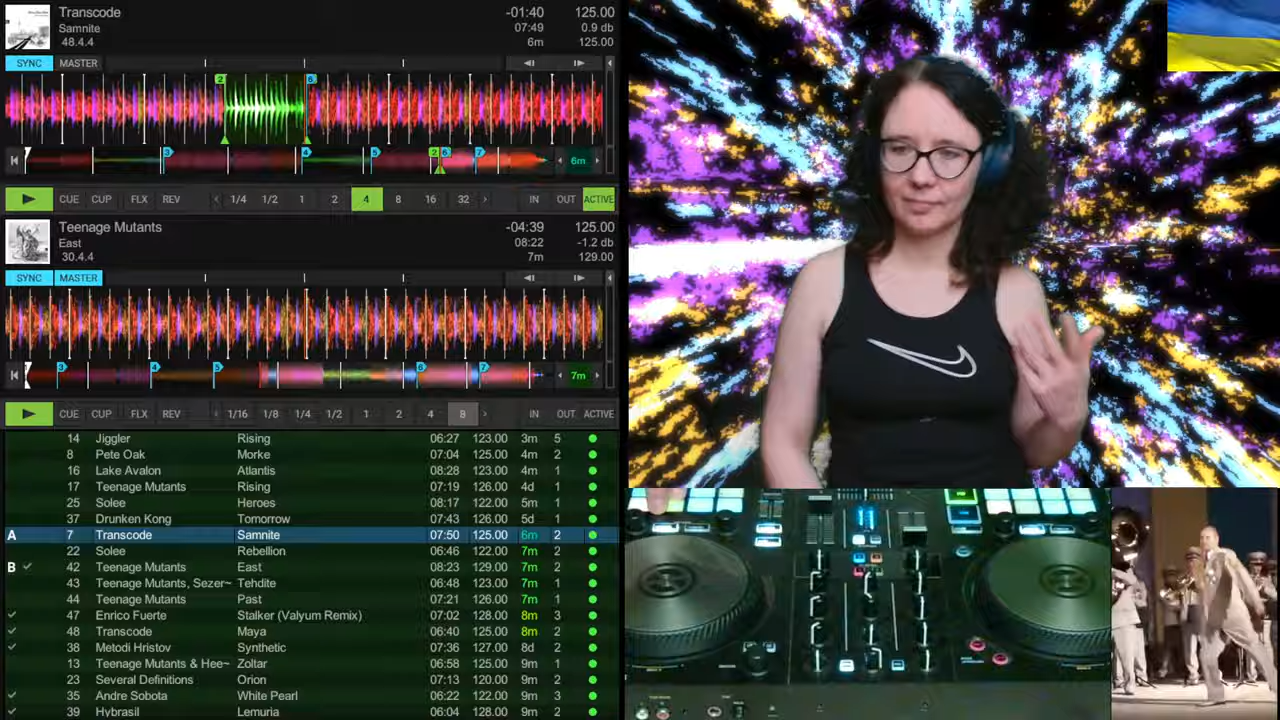 Transcode -01:40 125.00
Samnite 07:49 0.9 db
48.4.4 6m 125.00
SYNC MASTER
2 6
3 4 5 2 6 7 6m
CUE CUP FLX REV 1/4 1/2 1 2 4 8 16 32 IN OUT ACTIVE
Teenage Mutants -04:39 125.00
East 08:22 -1.2 db
30.4.4 7m 129.00
SYNC MASTER
3 4 5 6 7 7m
CUE CUP FLX REV 1/16 1/8 1/4 1/2 1 2 4 8 IN OUT ACTIVE
14 Jiggler Rising 06:27 123.00 3m 5
8 Pete Oak Morke 07:04 125.00 4m 2
16 Lake Avalon Atlantis 08:28 123.00 4m 1
17 Teenage Mutants Rising 07:19 126.00 4d 1
25 Solee Heroes 08:17 122.00 5m 1
37 Drunken Kong Tomorrow 07:43 126.00 5d 1
A 7 Transcode Samnite 07:50 125.00 6m 2
22 Solee Rebellion 06:46 122.00 7m 2
B 42 Teenage Mutants East 08:23 129.00 7m 2
43 Teenage Mutants, Sezer~ Tehdite 06:48 123.00 7m 1
44 Teenage Mutants Past 07:21 126.00 7m 1
47 Enrico Fuerte Stalker (Valyum Remix) 07:02 128.00 8m 3
48 Transcode Maya 06:40 125.00 8m 2
38 Metodi Hristov Synthetic 07:36 127.00 8d 2
13 Teenage Mutants & Hee~ Zoltar 06:58 125.00 9m 1
23 Several Definitions Orion 07:13 120.00 9m 2
35 Andre Sobota White Pearl 06:22 122.00 9m 3
39 Hybrasil Lemuria 06:04 128.00 9m 2